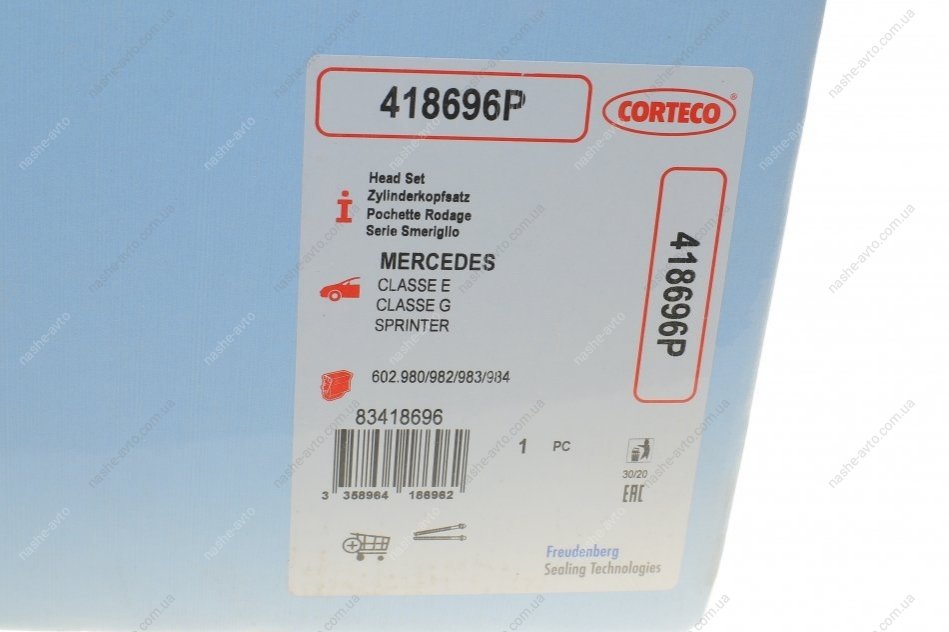 418696P
CORTECO®
Head Set
Zylinderkopfsatz
Pochette Rodage
Serie Smeriglio
MERCEDES
CLASSE E
CLASSE G
SPRINTER
418696P
602.980/982/983/984
83418696
3 358964 186962
1 PC
30/20
EAC
Freudenberg
Sealing Technologies
nashe-avto.com.ua